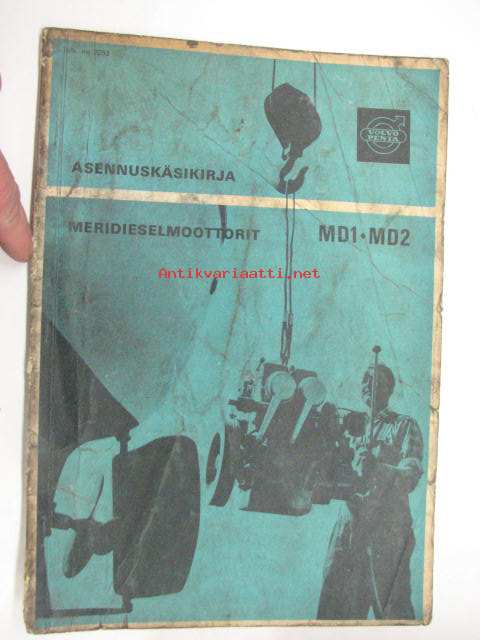 VOLVO
PENTA
ASENNUSKÄSIKIRJA
MERIDIESELMOOTTORIT MD1 • MD2
Antikvariaatti.net